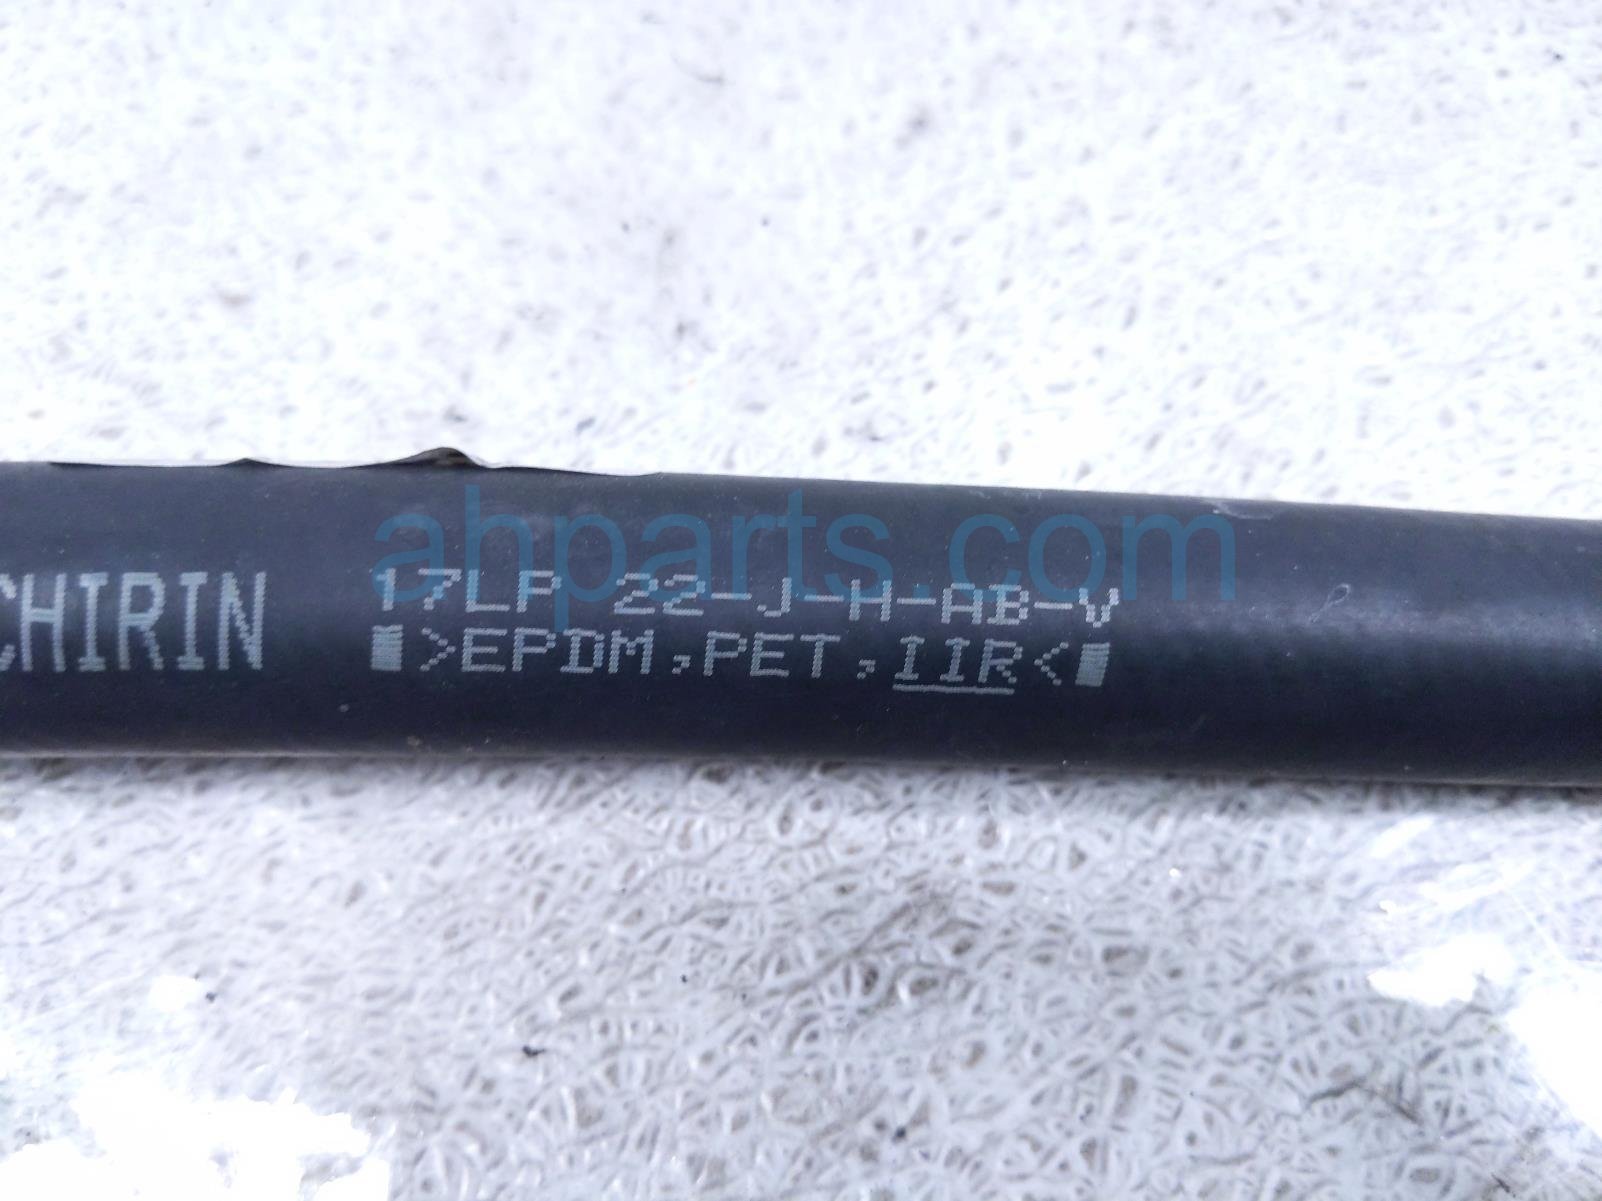 CHIRIN
17LP 22-J-H-AB-V
>EPDM,PET,IIR<
ahparts.com